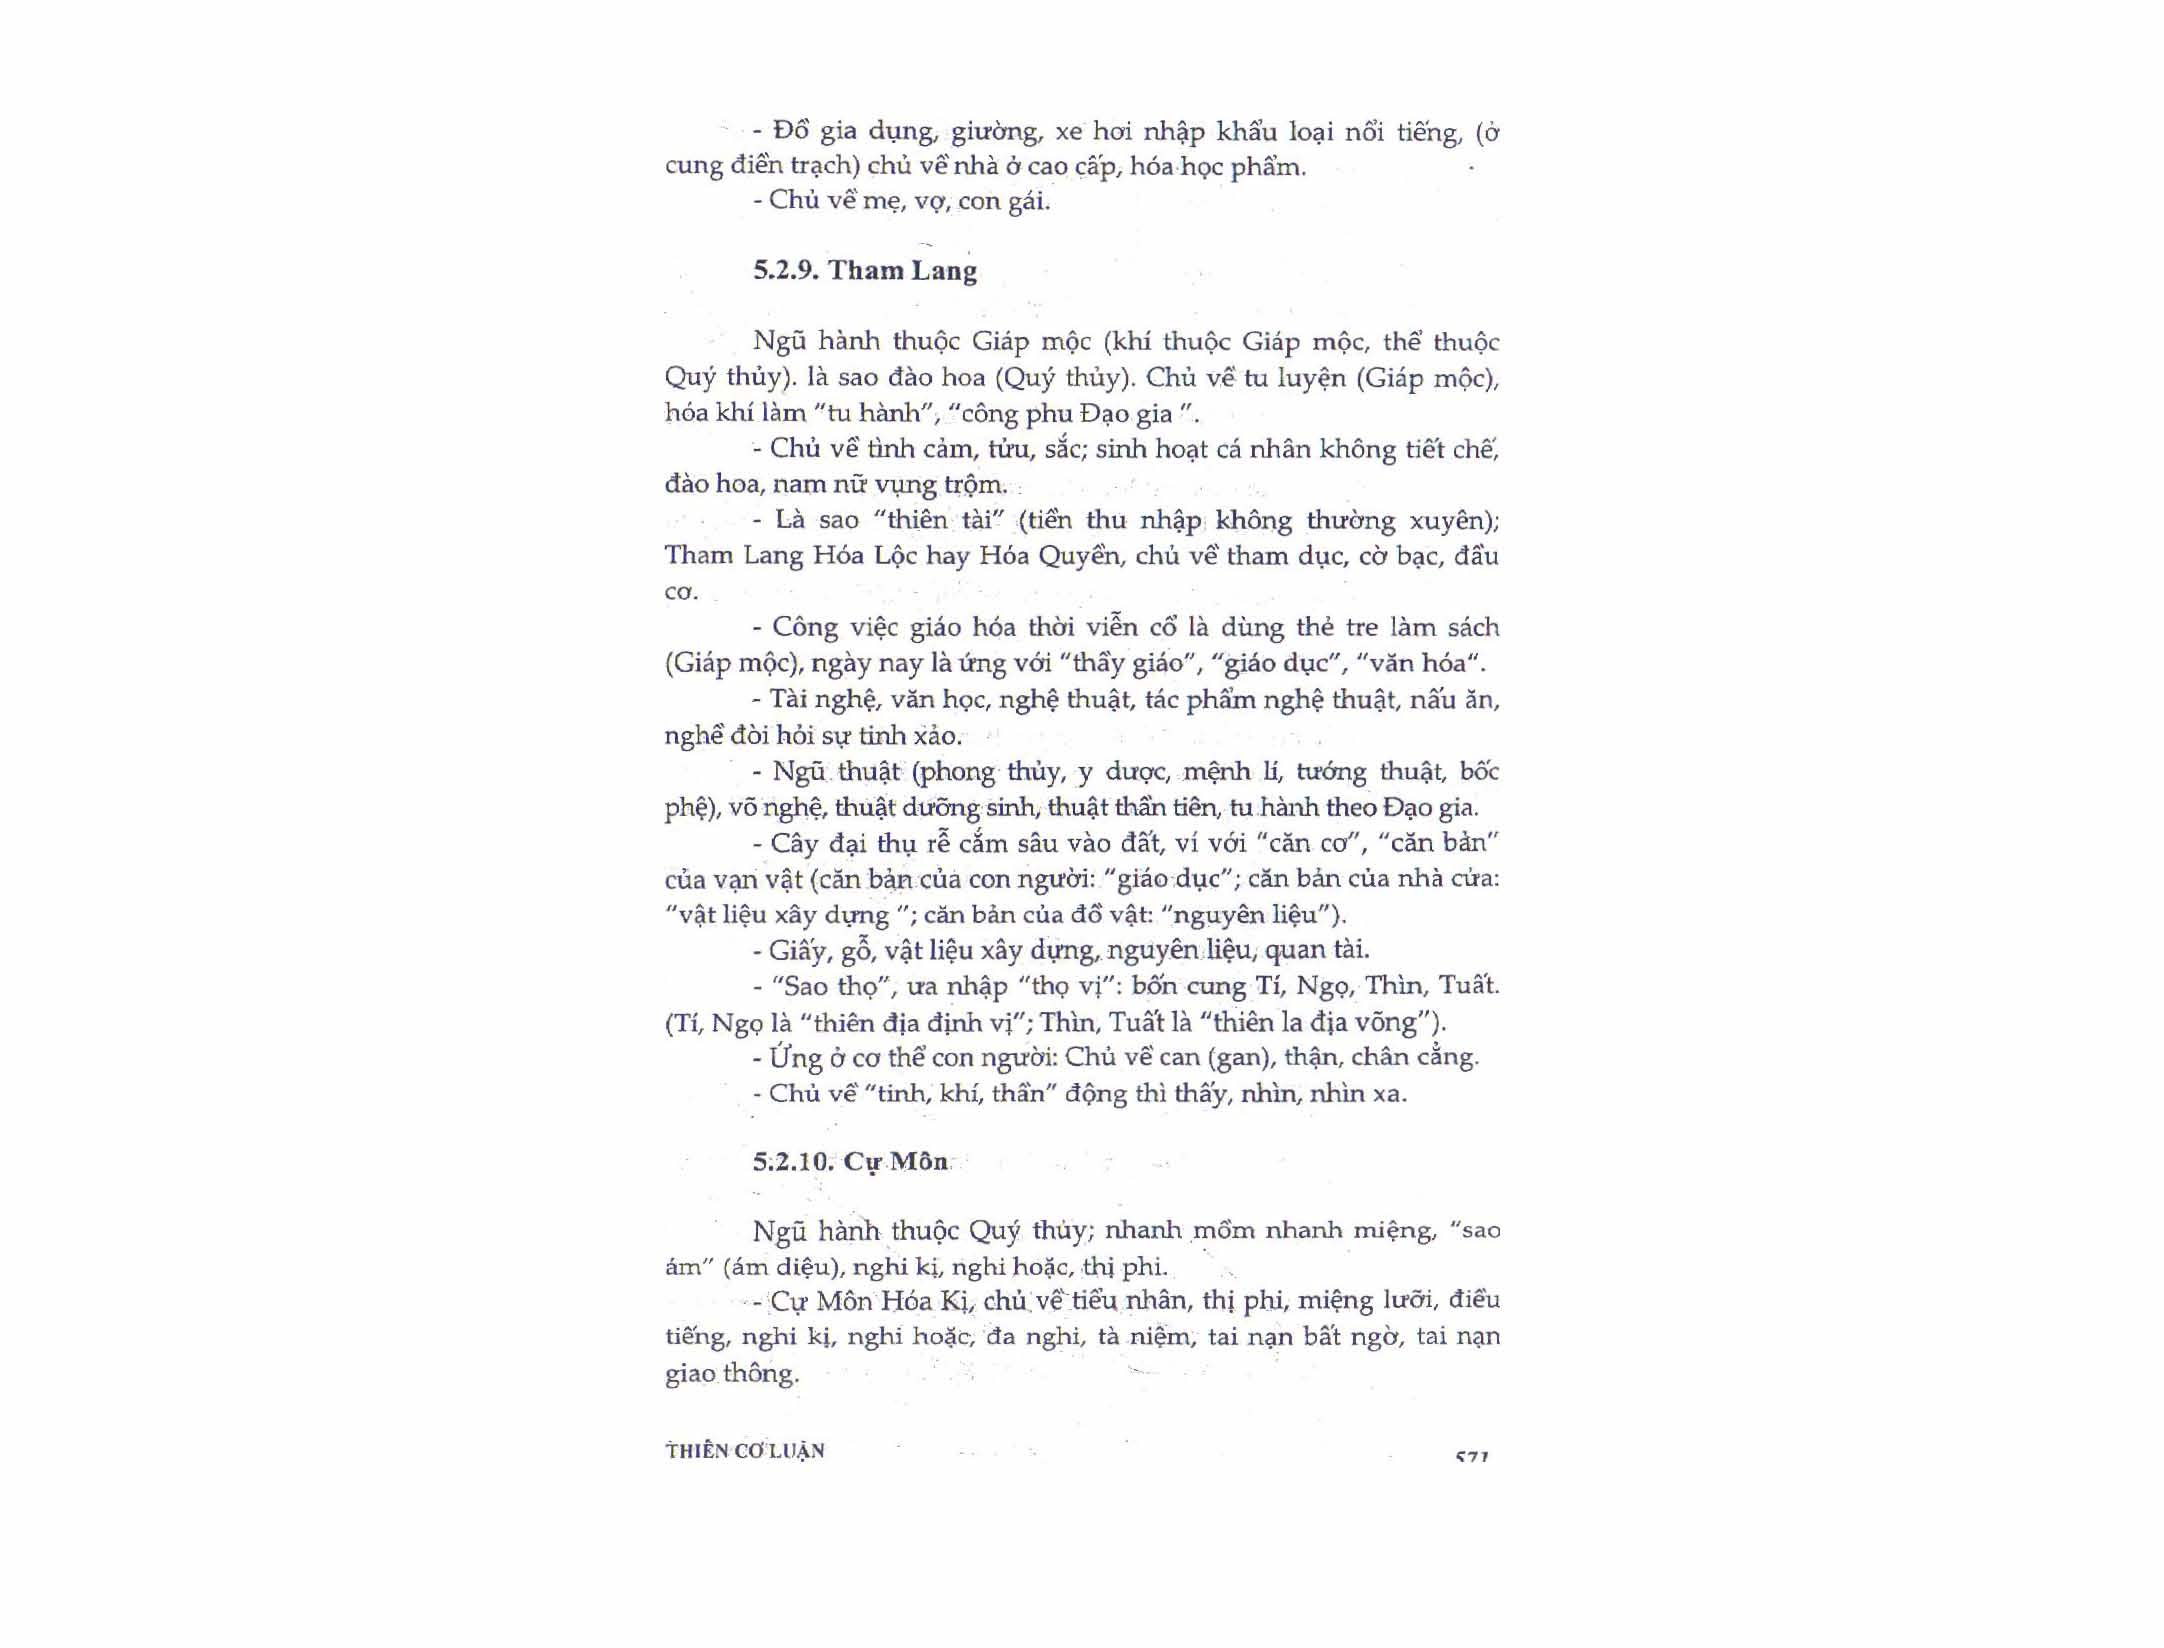 - Đồ gia dụng, giường, xe hơi nhập khẩu loại nổi tiếng, (ở
cung điền trạch) chủ về nhà ở cao cấp, hóa học phẩm.
- Chủ về mẹ, vợ, con gái.
5.2.9. Tham Lang
Ngũ hành thuộc Giáp mộc (khí thuộc Giáp mộc, thể thuộc
Quý thủy). là sao đào hoa (Quý thủy). Chủ về tu luyện (Giáp mộc),
hóa khí làm "tu hành", "công phu Đạo gia ".
- Chủ về tình cảm, tửu, sắc; sinh hoạt cá nhân không tiết chế,
đào hoa, nam nữ vụng trộm.
- Là sao "thiên tài" (tiền thu nhập không thường xuyên);
Tham Lang Hóa Lộc hay Hóa Quyền, chủ về tham dục, cờ bạc, đầu
cơ.
- Công việc giáo hóa thời viễn cổ là dùng thẻ tre làm sách
(Giáp mộc), ngày nay là ứng với "thầy giáo", "giáo dục", "văn hóa".
- Tài nghệ, văn học, nghệ thuật, tác phẩm nghệ thuật, nấu ăn,
nghề đòi hỏi sự tinh xảo.
- Ngũ thuật (phong thủy, y dược, mệnh lí, tướng thuật, bốc
phệ), võ nghệ, thuật dưỡng sinh, thuật thần tiên, tu hành theo Đạo gia.
- Cây đại thụ rễ cắm sâu vào đất, ví với "căn cơ", "căn bản"
của vạn vật (căn bản của con người: "giáo dục"; căn bản của nhà cửa:
"vật liệu xây dựng "; căn bản của đồ vật: "nguyên liệu").
- Giấy, gỗ, vật liệu xây dựng, nguyên liệu, quan tài.
- "Sao thọ", ưa nhập "thọ vị": bốn cung Tí, Ngọ, Thìn, Tuất.
(Tí, Ngọ là "thiên địa định vị"; Thìn, Tuất là "thiên la địa võng").
- Ứng ở cơ thể con người: Chủ về can (gan), thận, chân cẳng.
- Chủ về "tinh, khí, thần" động thì thấy, nhìn, nhìn xa.
5.2.10. Cự Môn
Ngũ hành thuộc Quý thủy; nhanh mồm nhanh miệng, "sao
ám" (ám diệu), nghi kị, nghi hoặc, thị phi.
- Cự Môn Hóa Kị, chủ về tiểu nhân, thị phi, miệng lưỡi, điều
tiếng, nghi kị, nghi hoặc, đa nghi, tà niệm, tai nạn bất ngờ, tai nạn
giao thông.
THIÊN CƠ LUẬN
571